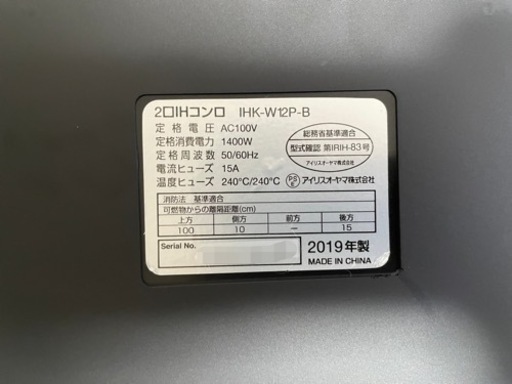 2口IHコンロ IHK-W12P-B
定格電圧 AC100V
定格消費電力 1400W
定格周波数 50/60Hz
電流ヒューズ 15A
温度ヒューズ 240℃/240℃
総務省基準適合
型式確認 第IRIH-83号
アイリスオーヤマ株式会社
PSE アイリスオーヤマ株式会社
消防法 基準適合
可燃物からの離隔距離(cm)
上方 側方 前方 後方
100 10 − 15
Serial No.
2019年製
MADE IN CHINA